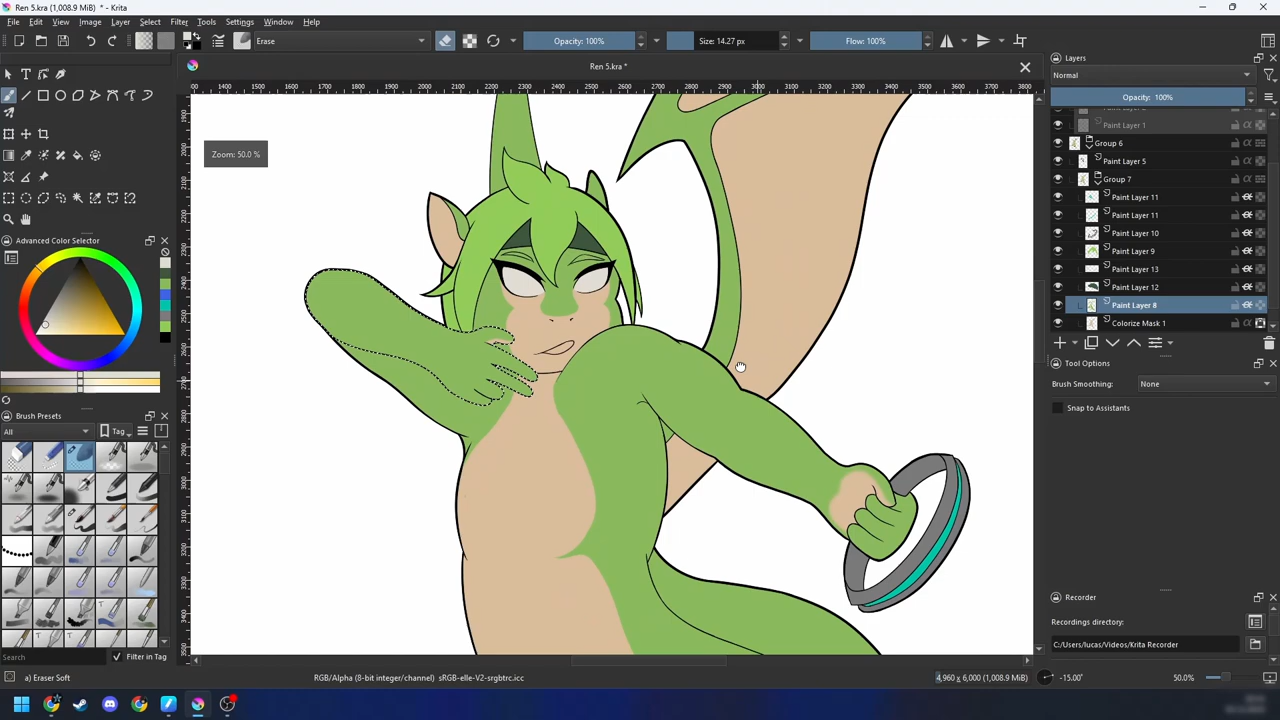 Ren 5.kra (1,008.9 MiB) * - Krita
File Edit View Image Layer Select Filter Tools Settings Window Help
Erase
Opacity: 100%
Size: 14.27 px
Flow: 100%
Ren 5.kra *
Zoom: 50.0 %
Advanced Color Selector
Brush Presets
All
Tag
Search
Filter in Tag
Layers
Normal
Opacity: 100%
Paint Layer 1
Group 6
Paint Layer 5
Group 7
Paint Layer 11
Paint Layer 11
Paint Layer 10
Paint Layer 9
Paint Layer 13
Paint Layer 12
Paint Layer 8
Colorize Mask 1
Tool Options
Brush Smoothing: None
Snap to Assistants
Recorder
Recordings directory:
C:/Users/lucas/Videos/Krita Recorder
a) Eraser Soft
RGB/Alpha (8-bit integer/channel) sRGB-elle-V2-srgbtrc.icc
4,960 x 6,000 (1,008.9 MiB)
-15.00°
50.0%